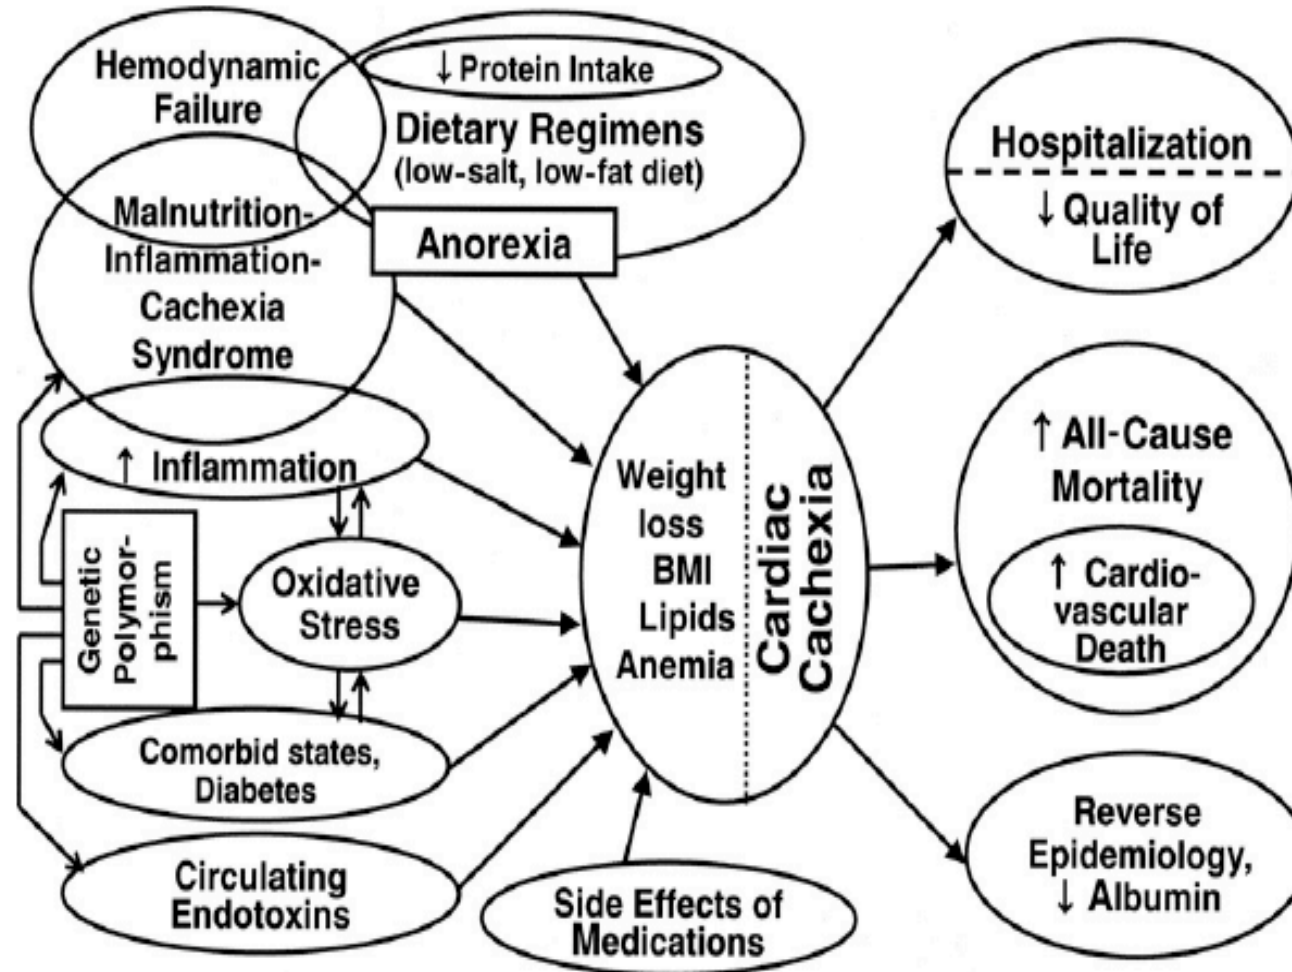 Hemodynamic
Failure
↓ Protein Intake
Dietary Regimens
(low-salt, low-fat diet)
Anorexia
Malnutrition-
Inflammation-
Cachexia
Syndrome
↑ Inflammation
Genetic
Polymor-
phism
Oxidative
Stress
Comorbid states,
Diabetes
Circulating
Endotoxins
Side Effects of
Medications
Weight
loss
BMI
Lipids
Anemia
Cardiac
Cachexia
Hospitalization
↓ Quality of
Life
↑ All-Cause
Mortality
↑ Cardio-
vascular
Death
Reverse
Epidemiology,
↓ Albumin